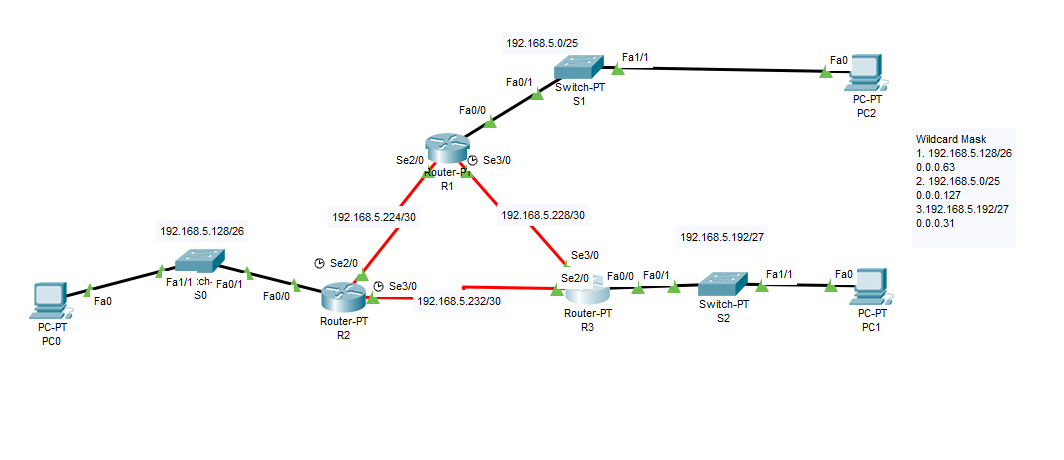 192.168.5.0/25
Fa1/1
Fa0
Fa0/1
Switch-PT
S1
PC-PT
PC2
Fa0/0
Se2/0
Se3/0
Router-PT
R1
Wildcard Mask
1. 192.168.5.128/26
0.0.0.63
2. 192.168.5.0/25
0.0.0.127
3.192.168.5.192/27
0.0.0.31
192.168.5.224/30
192.168.5.228/30
192.168.5.128/26
192.168.5.192/27
Se2/0
Se3/0
Se3/0
Se2/0
Fa1/1
Fa0/1
S0
Fa0/0
Fa0
PC-PT
PC0
192.168.5.232/30
Router-PT
R2
Fa0/0
Fa0/1
Router-PT
R3
Switch-PT
S2
Fa1/1
Fa0
PC-PT
PC1